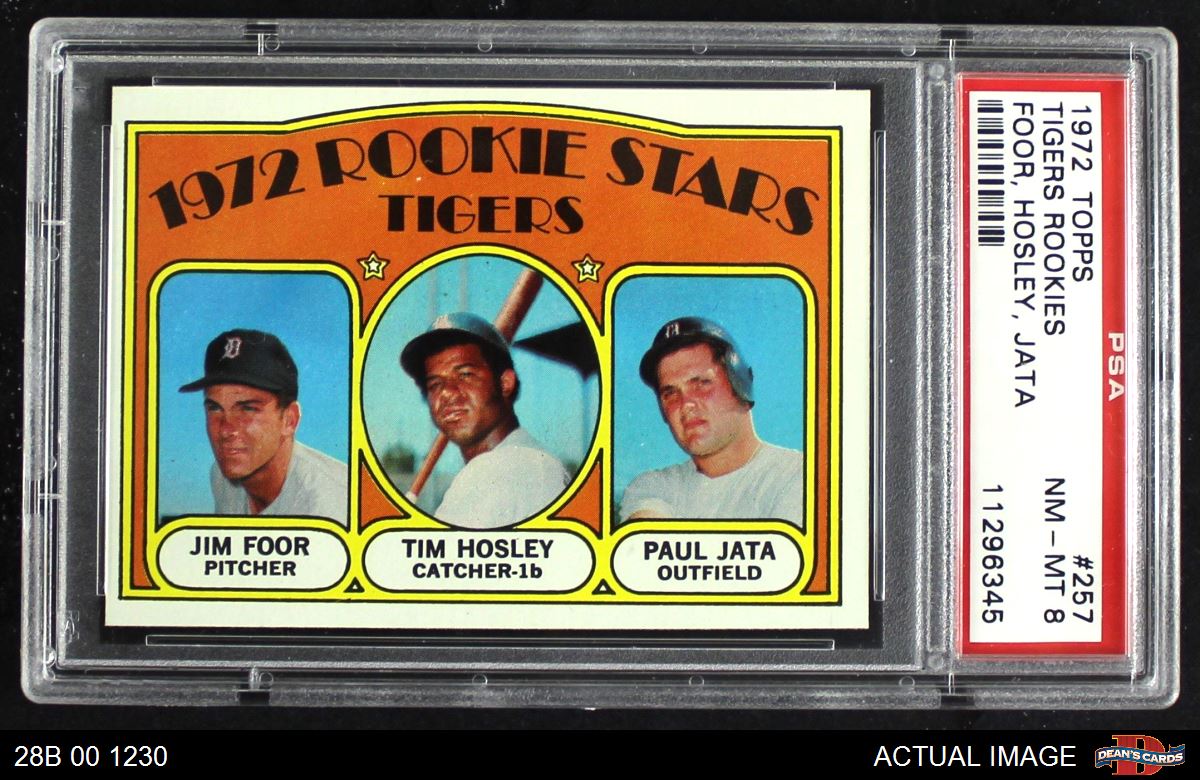 1972 ROOKIE STARS
TIGERS
JIM FOOR
PITCHER
TIM HOSLEY
CATCHER-1b
PAUL JATA
OUTFIELD
1972 TOPPS #257
TIGERS ROOKIES NM - MT 8
FOOR, HOSLEY, JATA
11296345
PSA
28B 00 1230
ACTUAL IMAGE
DEAN'S CARDS